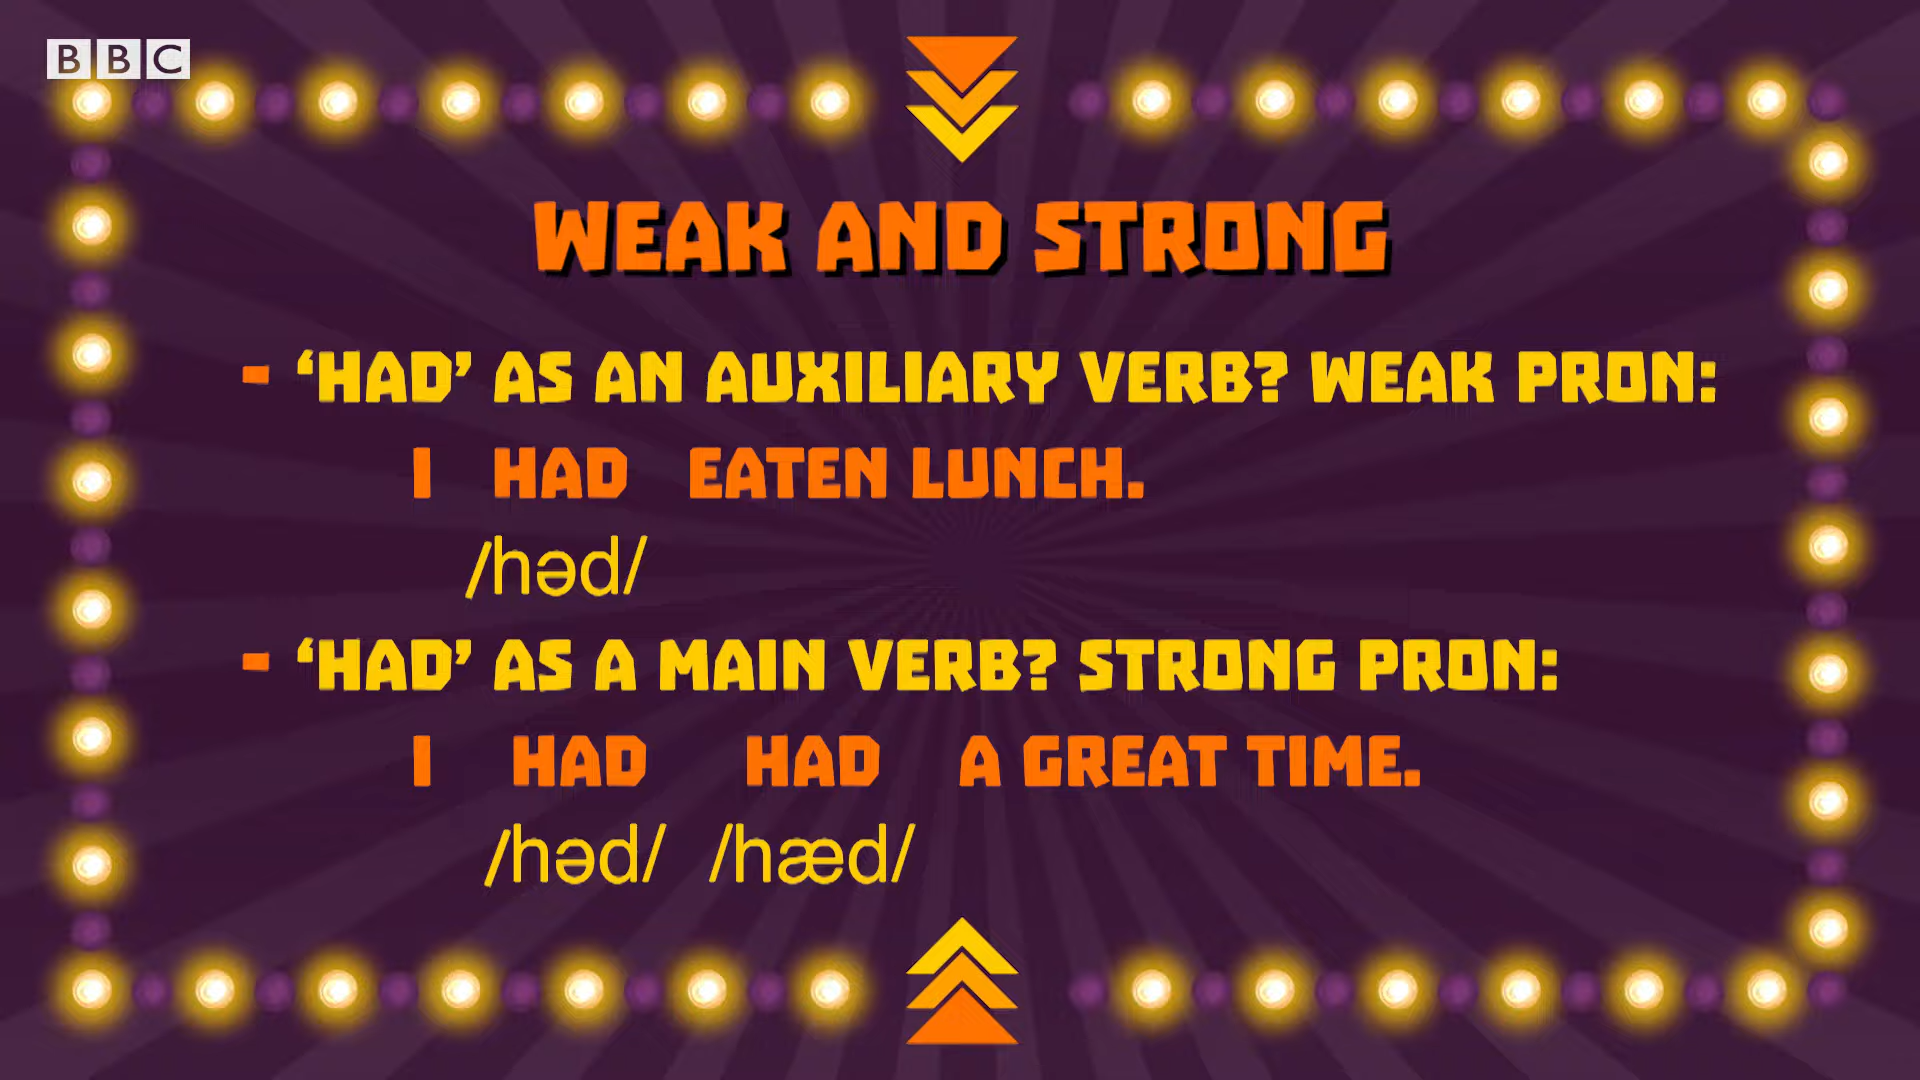 BBC
WEAK AND STRONG
- ‘HAD’ AS AN AUXILIARY VERB? WEAK PRON:
I HAD EATEN LUNCH.
/həd/
- ‘HAD’ AS A MAIN VERB? STRONG PRON:
I HAD HAD A GREAT TIME.
/həd/ /hæd/